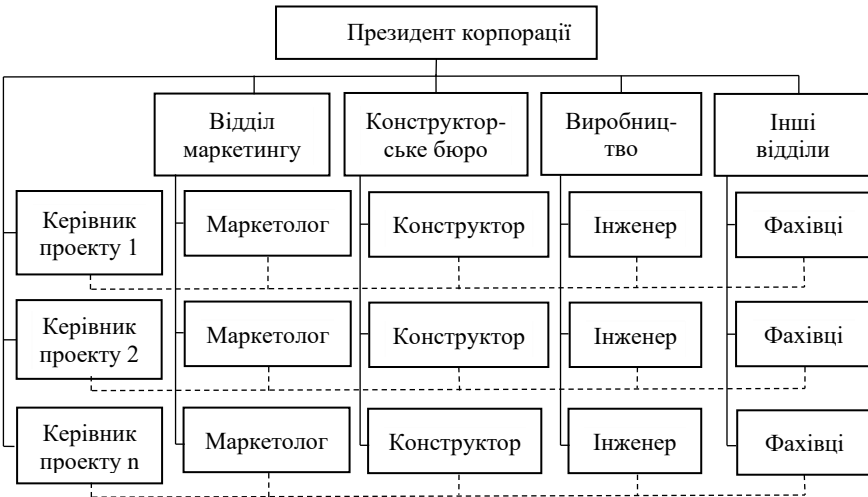 Президент корпорації
Відділ
маркетингу
Конструктор-
ське бюро
Виробниц-
тво
Інші
відділи
Керівник
проекту 1
Маркетолог
Конструктор
Інженер
Фахівці
Керівник
проекту 2
Маркетолог
Конструктор
Інженер
Фахівці
Керівник
проекту n
Маркетолог
Конструктор
Інженер
Фахівці